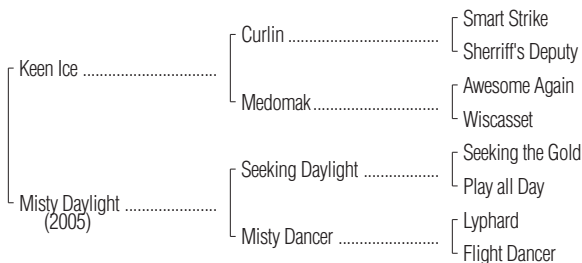 Smart Strike
Curlin ........................................
Sherriff's Deputy
Keen Ice ...................................
Awesome Again
Medomak .................................
Wiscasset
Seeking the Gold
Seeking Daylight ....................
Play all Day
Misty Daylight ........................
(2005)
Lyphard
Misty Dancer ...........................
Flight Dancer